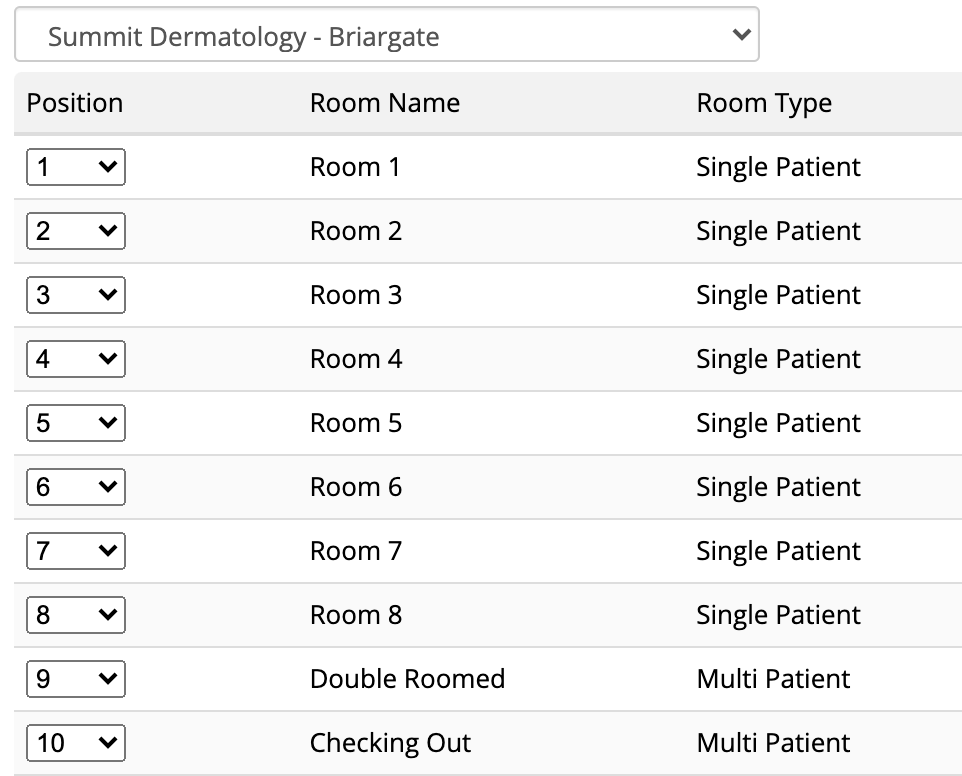 Summit Dermatology - Briargate
Position Room Name Room Type
1 Room 1 Single Patient
2 Room 2 Single Patient
3 Room 3 Single Patient
4 Room 4 Single Patient
5 Room 5 Single Patient
6 Room 6 Single Patient
7 Room 7 Single Patient
8 Room 8 Single Patient
9 Double Roomed Multi Patient
10 Checking Out Multi Patient